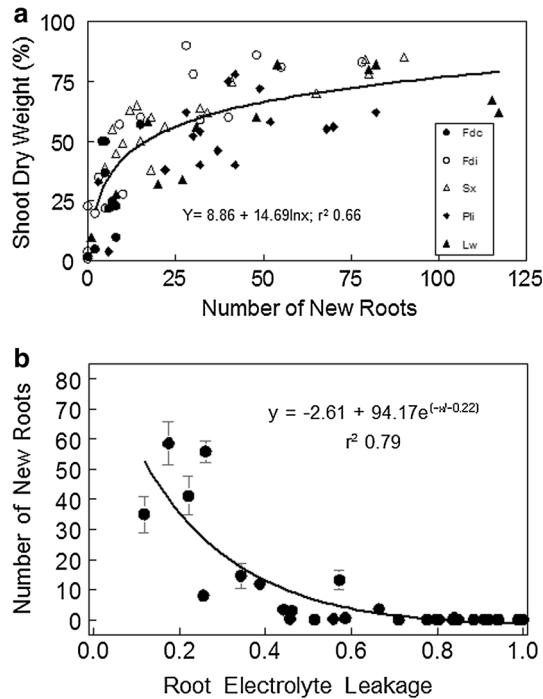 a
Shoot Dry Weight (%)
100
75
50
25
0
Fdc
Fdi
Sx
Pli
Lw
Y= 8.86 + 14.69lnx; r² 0.66
0 25 50 75 100 125
Number of New Roots
b
Number of New Roots
80
70
60
50
40
30
20
10
0
y = -2.61 + 94.17e^(-x/-0.22)
r² 0.79
0.0 0.2 0.4 0.6 0.8 1.0
Root Electrolyte Leakage